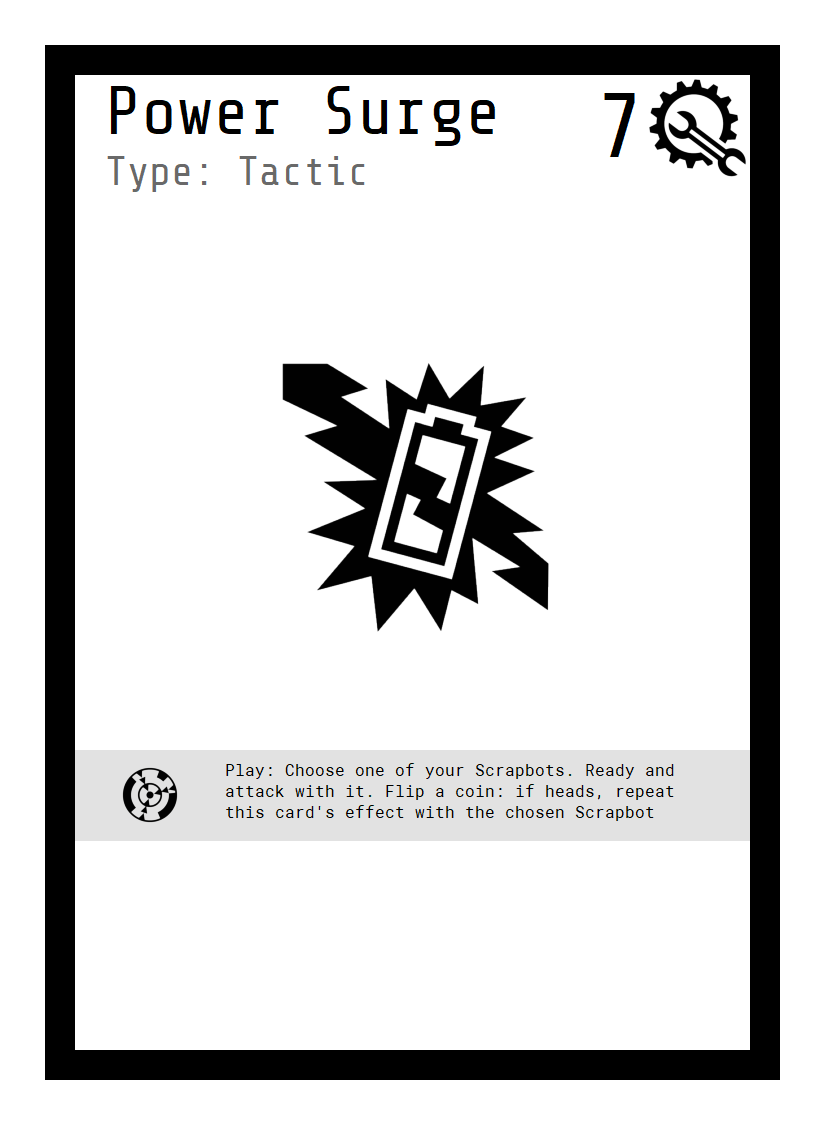 Power Surge
7
Type: Tactic
Play: Choose one of your Scrapbots. Ready and
attack with it. Flip a coin: if heads, repeat
this card's effect with the chosen Scrapbot